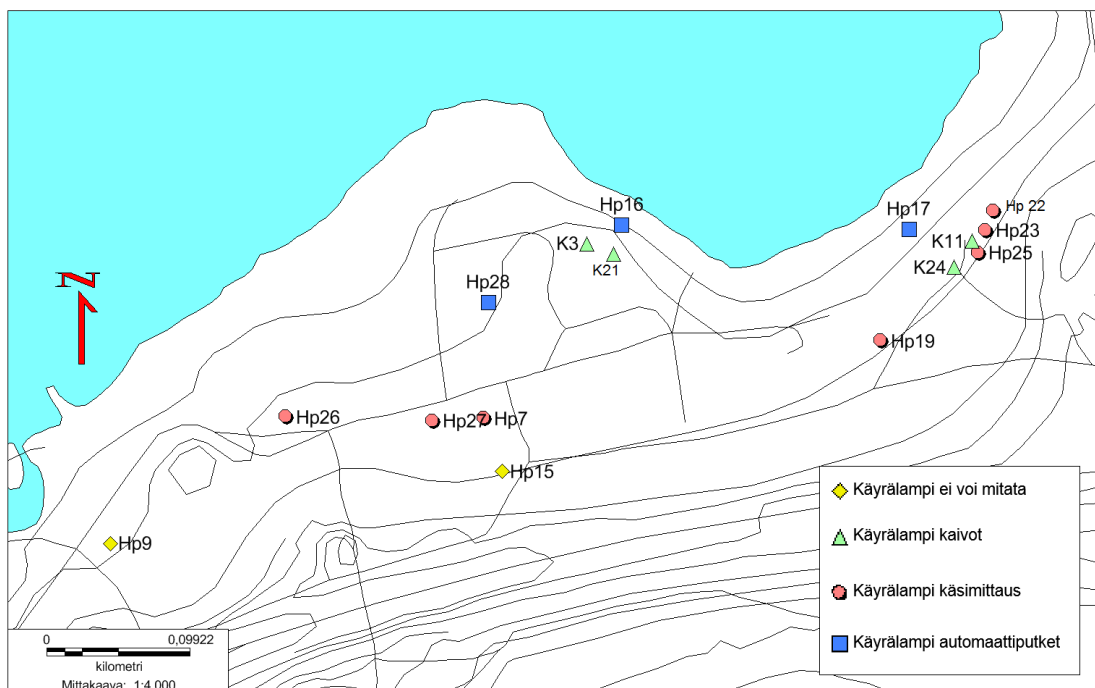 Hp16
Hp17
Hp 22
Hp23
K11
K3
Hp25
K21
K24
N
Hp28
Hp19
Hp26
Hp27
Hp7
Hp15
Hp9
Käyrälampi ei voi mitata
Käyrälampi kaivot
Käyrälampi käsimittaus
Käyrälampi automaattiputket
0 0,09922
kilometri
Mittakaava: 1:4 000